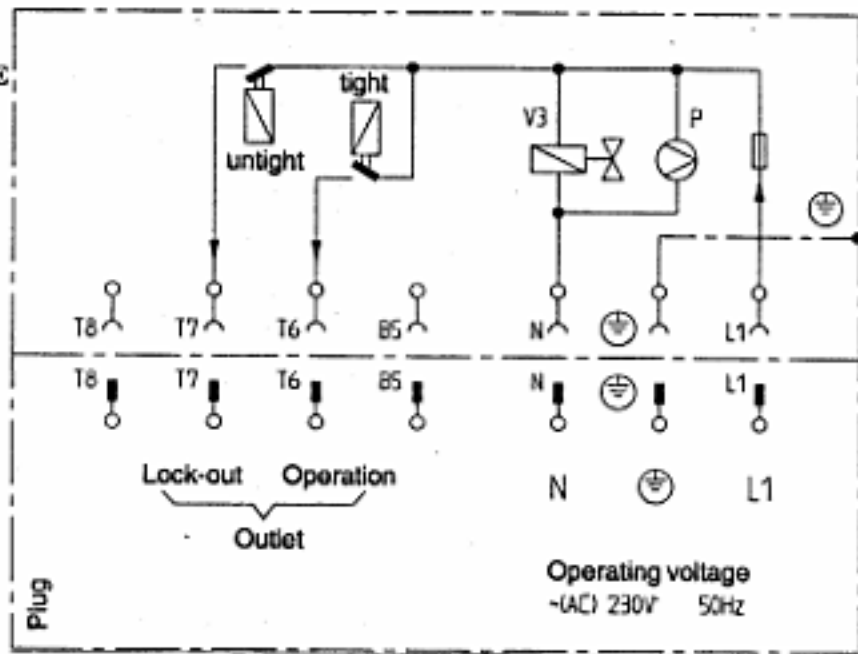 tight
V3
P
untight
T8
T7
T6
B5
N
L1
T8
T7
T6
B5
N
L1
Lock-out
Operation
N
L1
Outlet
Operating voltage
~(AC) 230V 50Hz
Plug